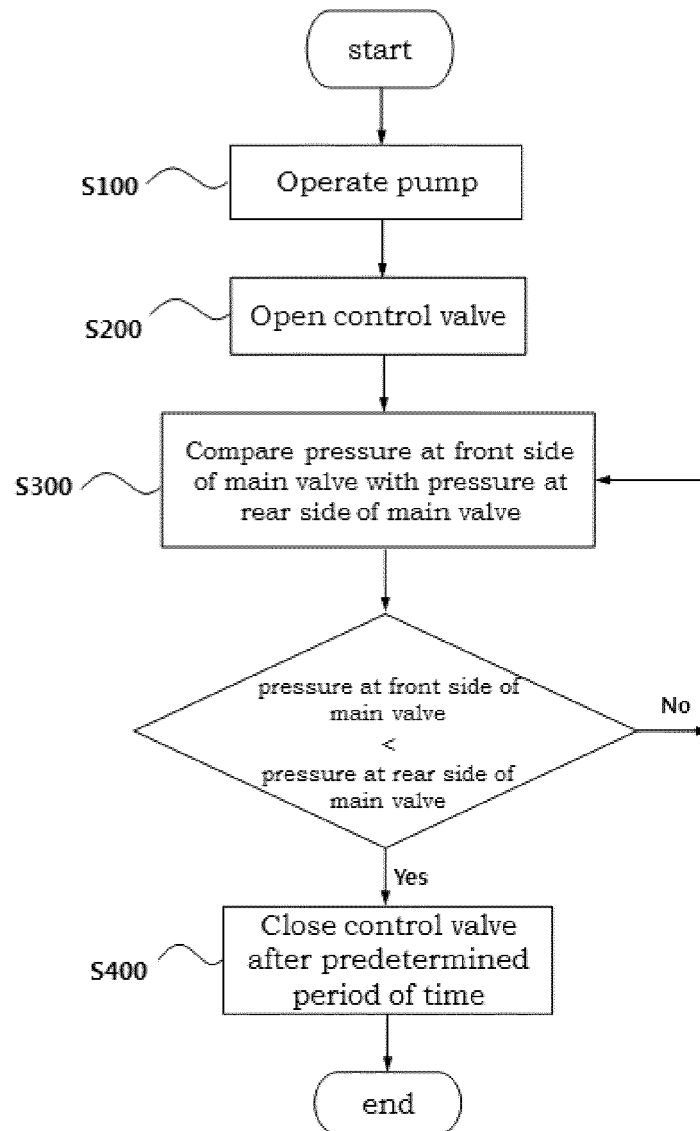 start
S100
Operate pump
S200
Open control valve
S300
Compare pressure at front side
of main valve with pressure at
rear side of main valve
pressure at front side of
main valve
<
pressure at rear side of
main valve
No
Yes
S400
Close control valve
after predetermined
period of time
end